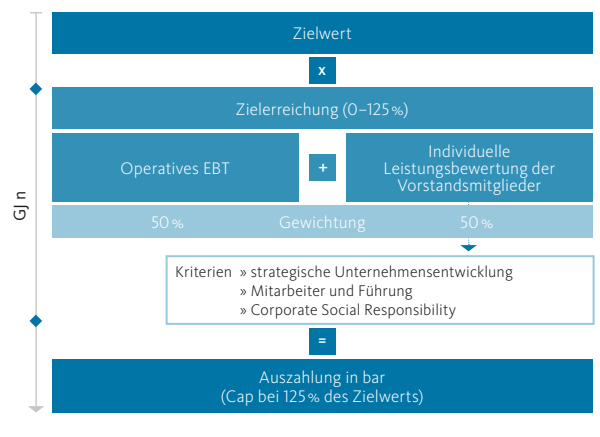 Zielwert
x
Zielerreichung (0–125 %)
Operatives EBT
+
Individuelle
Leistungsbewertung der
Vorstandsmitglieder
50 % Gewichtung 50 %
Kriterien » strategische Unternehmensentwicklung
» Mitarbeiter und Führung
» Corporate Social Responsibility
=
Auszahlung in bar
(Cap bei 125 % des Zielwerts)
GJ n